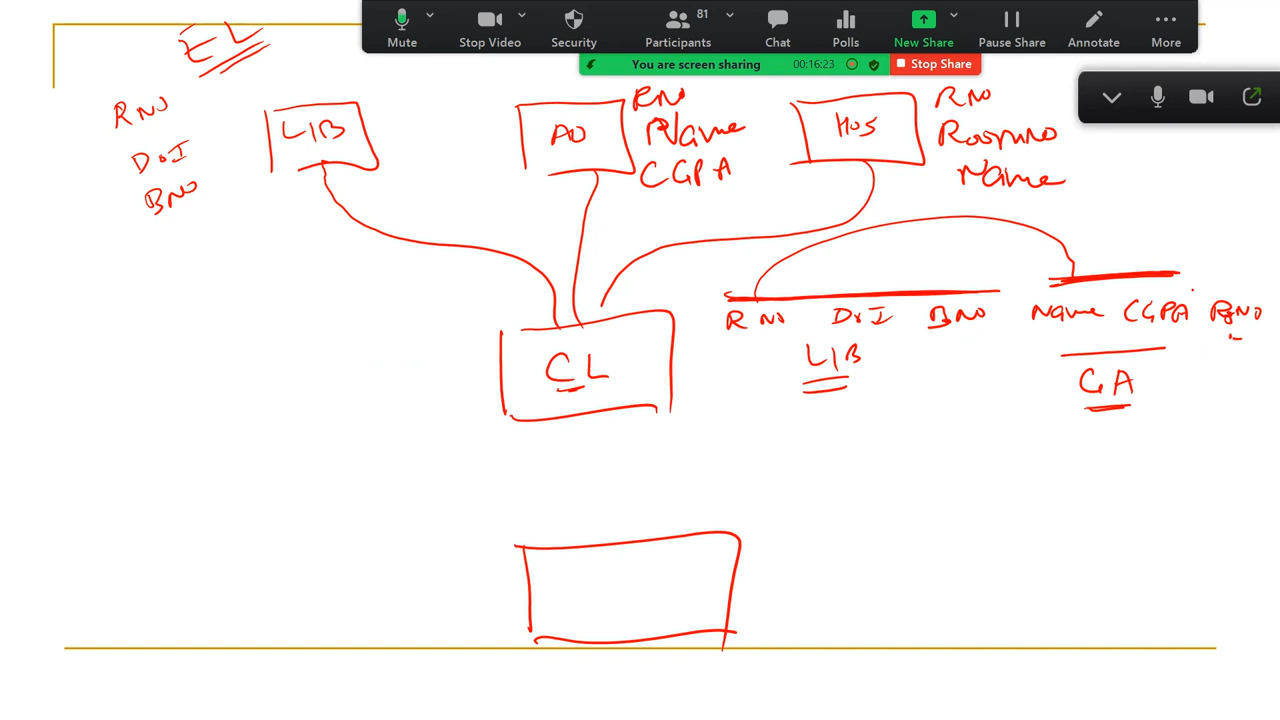 81
Mute Stop Video Security Participants Chat Polls New Share Pause Share Annotate More
You are screen sharing 00:16:23 Stop Share
EL
RNO
DOI
BNO
LIB
AO
RNO
Name
CGPA
HOS
RNO
RoomNO
Name
CL
RNO DOI BNO
LIB
Name CGPA RNO
GA